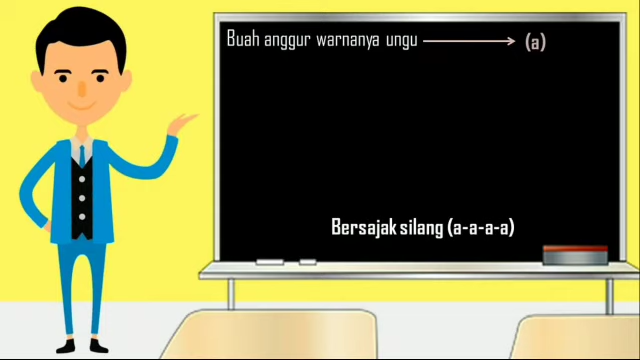 Buah anggur warnanya ungu (a)
Bersajak silang (a-a-a-a)